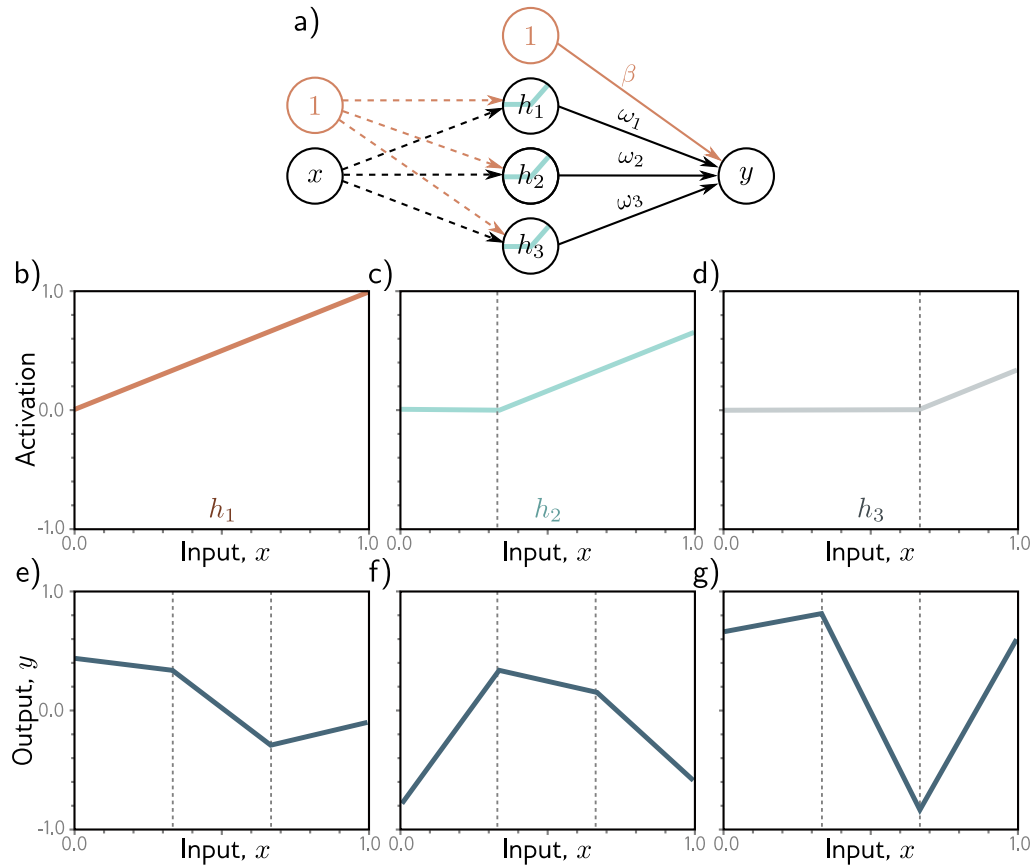 a)
1
β
1
h₁
ω₁
x
h₂
ω₂
y
h₃
ω₃
b)
c)
d)
1.0
0.0
-1.0
Activation
h₁
h₂
h₃
0.0 1.0 0.0 1.0 0.0 1.0
Input, x Input, x Input, x
e)
f)
g)
1.0
0.0
-1.0
Output, y
0.0 1.0 0.0 1.0 0.0 1.0
Input, x Input, x Input, x